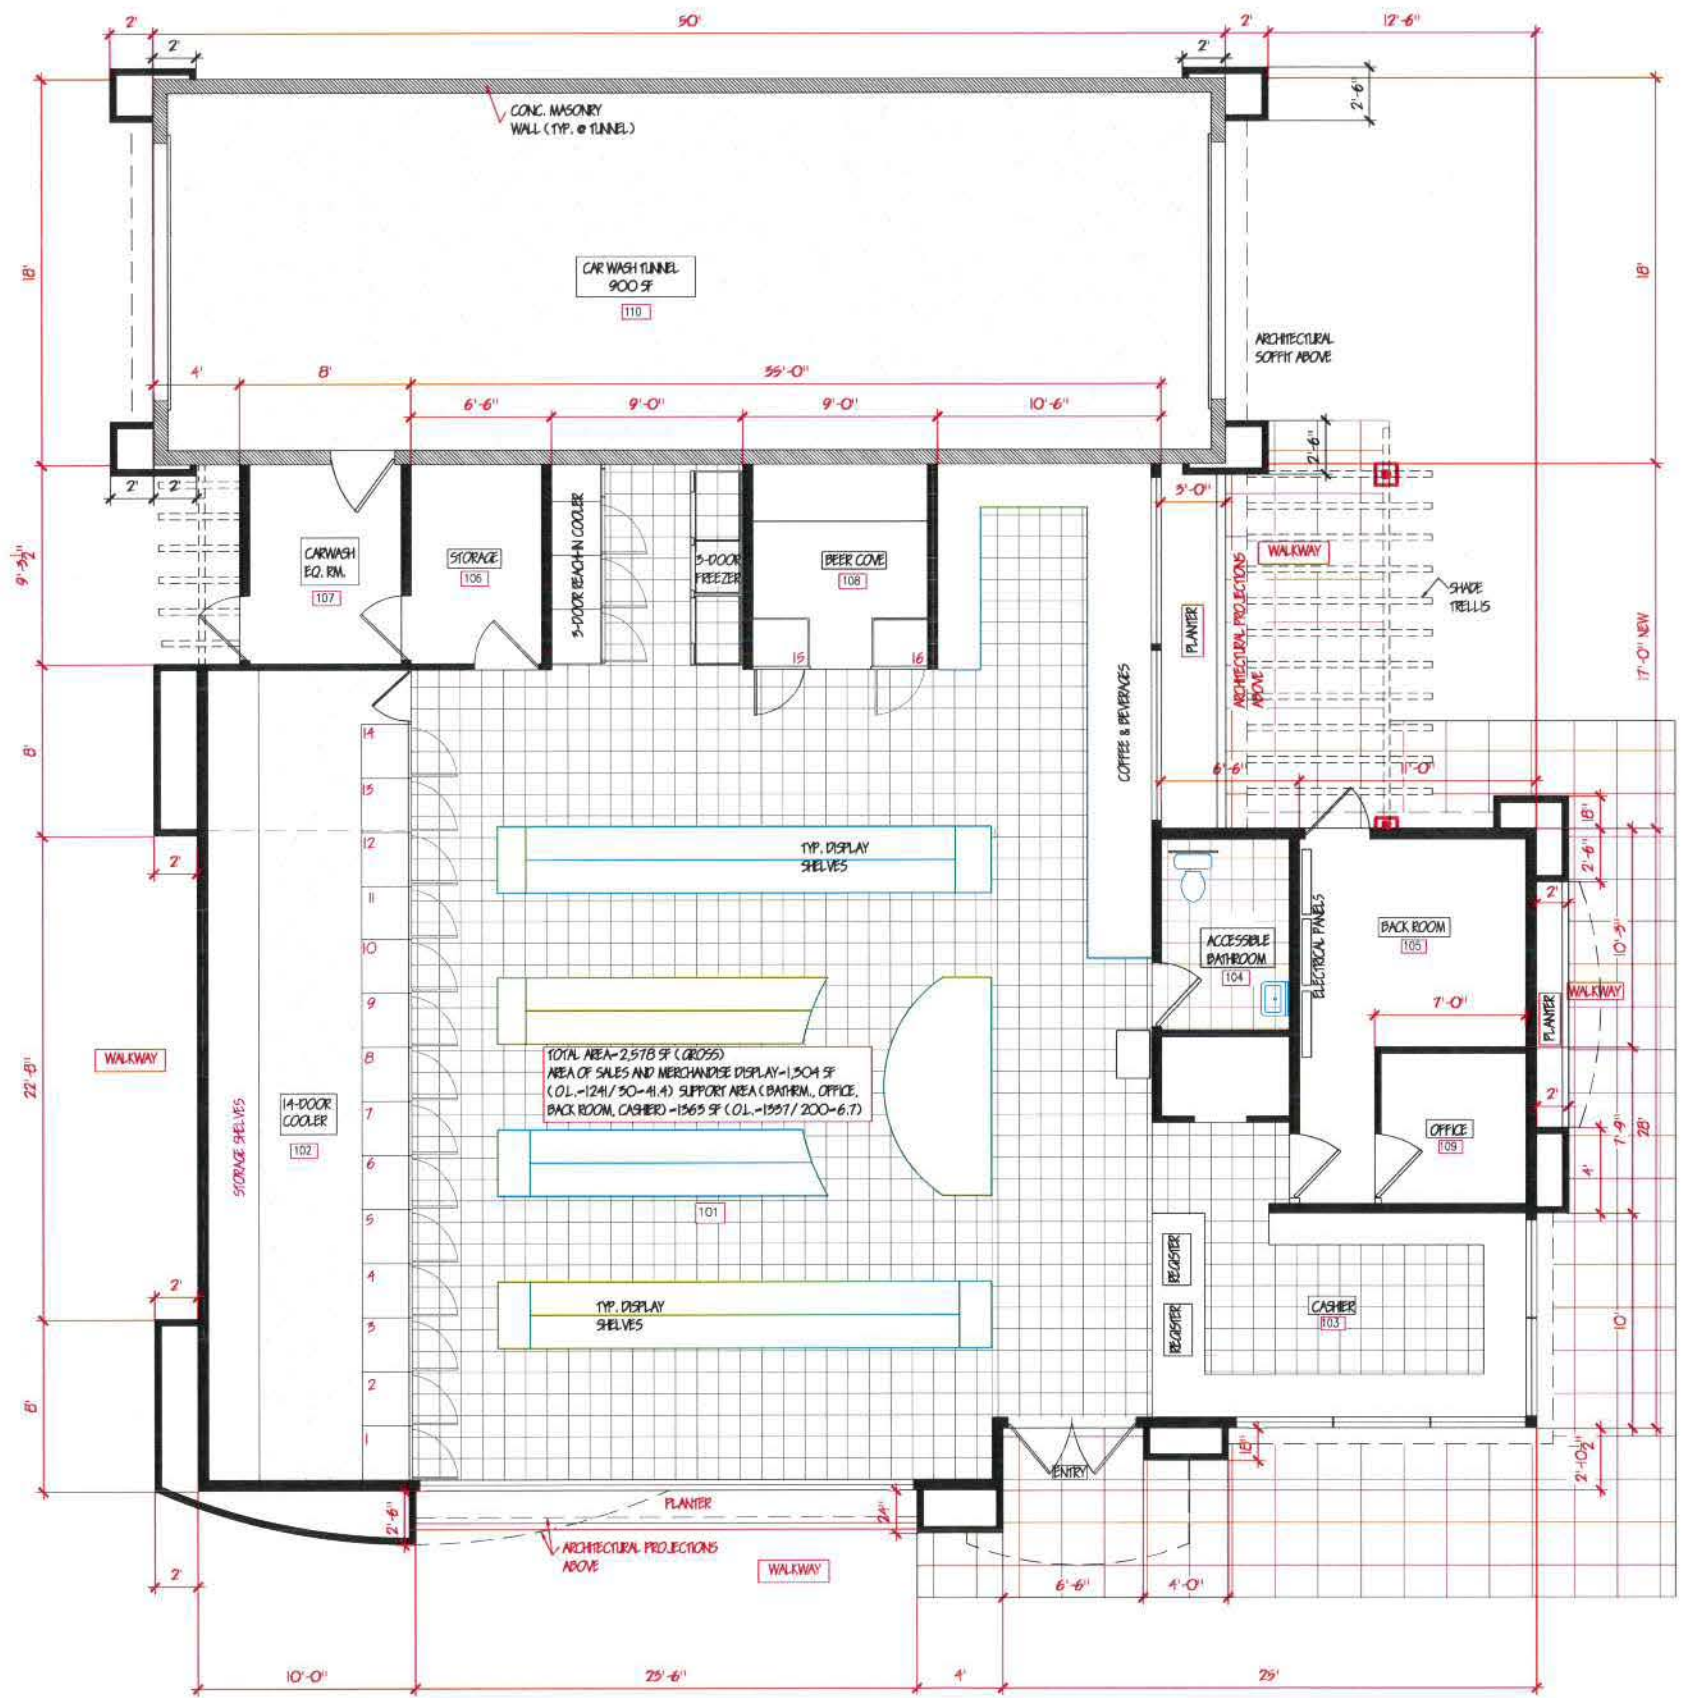 2'
50'
2'
12'-6"
2'
2'
2'-6"
CONC. MASONRY
WALL (TYP. @ TUNNEL)
18'
CAR WASH TUNNEL
900 SF
110
18'
ARCHITECTURAL
SOFFIT ABOVE
4'
8'
35'-0"
6'-6"
9'-0"
9'-0"
10'-6"
2'-6"
2'
2'
3'-0"
9'-3½"
CARWASH
EQ. RM.
107
STORAGE
106
3-DOOR REACH-IN COOLER
3-DOOR
FREEZER
BEER COVE
108
15
16
PLANTER
ARCHITECTURAL PROJECTIONS
ABOVE
WALKWAY
SHADE
TRELLIS
17'-0" NEW
COFFEE & BEVERAGES
8'
6'-6"
11'-0"
18"
2'-6"
2'
14
13
12
11
10
9
8
7
6
5
4
3
2
1
TYP. DISPLAY
SHELVES
ACCESSIBLE
BATHROOM
104
ELECTRICAL PANELS
BACK ROOM
105
2'
10'-3"
WALKWAY
PLANTER
7'-0"
WALKWAY
22'-8"
STORAGE SHELVES
14-DOOR
COOLER
102
TOTAL AREA=2,578 SF (GROSS)
AREA OF SALES AND MERCHANDISE DISPLAY=1,304 SF
(O.L.=1241/30=41.4) SUPPORT AREA (BATHRM., OFFICE,
BACK ROOM, CASHIER) =1363 SF (O.L.=1337/200=6.7)
2'
7'-9"
28'
OFFICE
109
4'
101
REGISTER
REGISTER
CASHIER
103
10'
2'
TYP. DISPLAY
SHELVES
8'
ENTRY
18"
2'-10½"
2'-6"
PLANTER
24"
ARCHITECTURAL PROJECTIONS
ABOVE
WALKWAY
2'
6'-6"
4'-0"
10'-0"
23'-6"
4'
25'